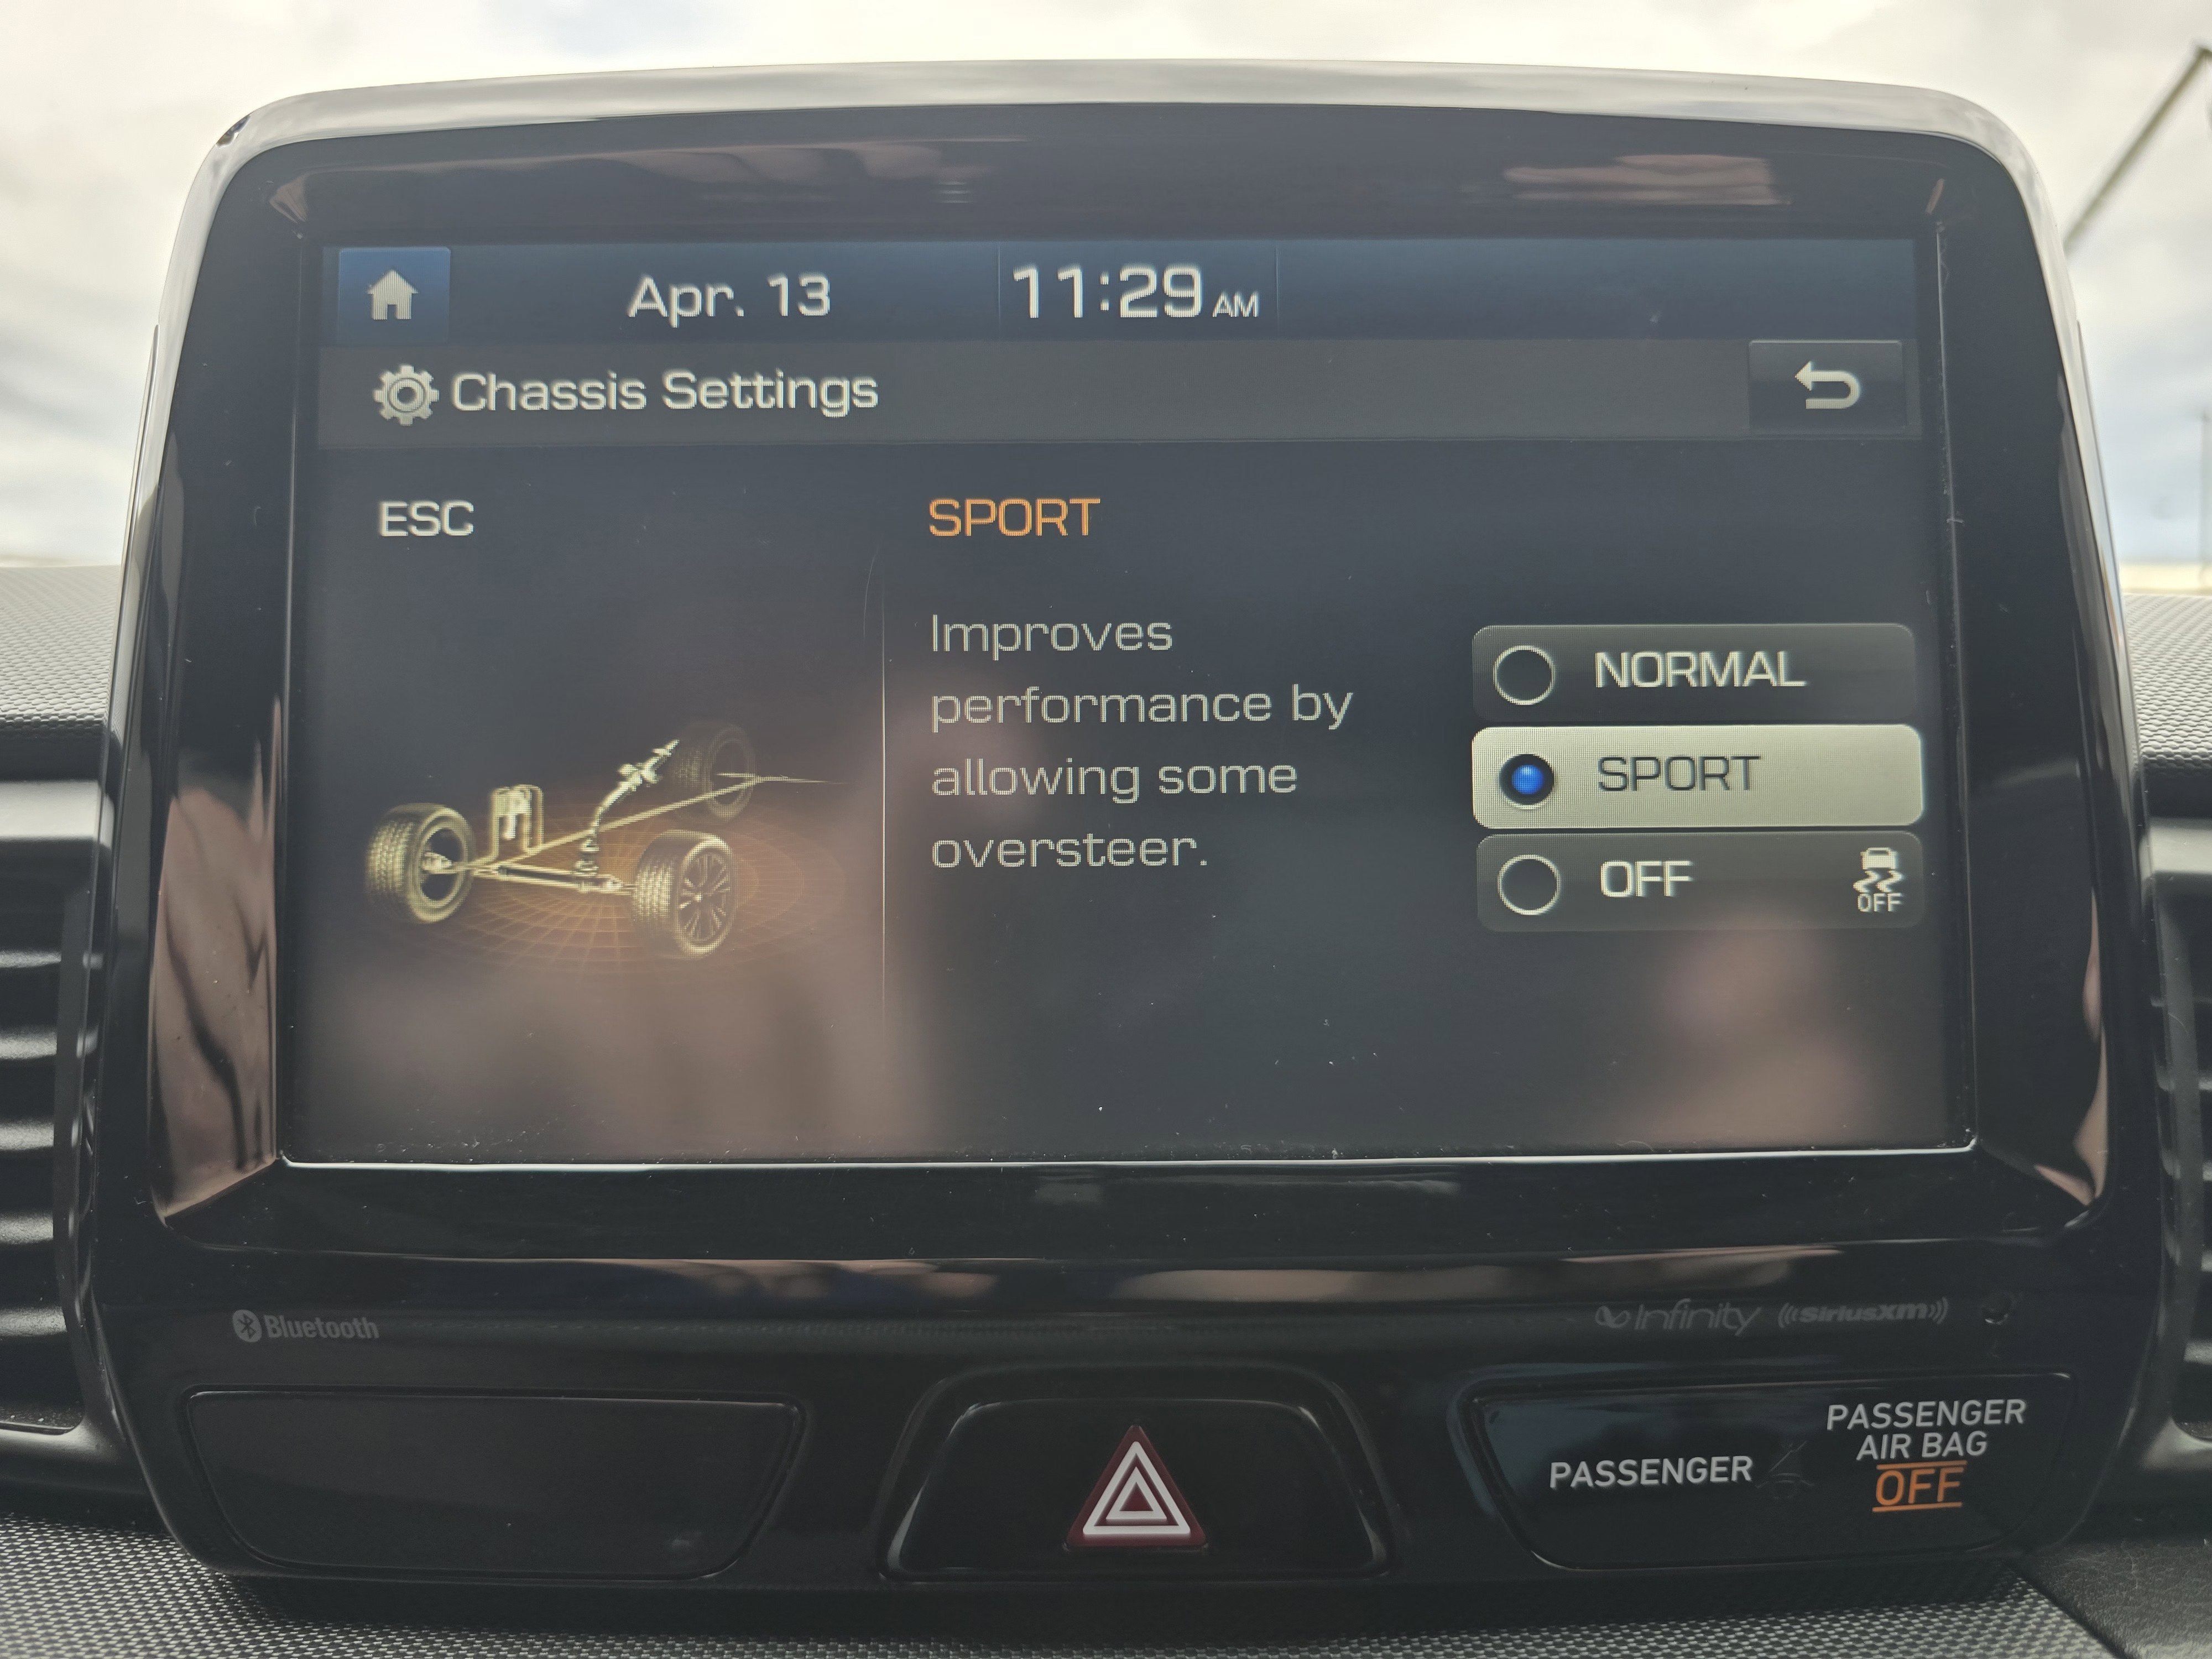 Apr. 13
11:29 AM
Chassis Settings
ESC
SPORT
Improves
performance by
allowing some
oversteer.
NORMAL
SPORT
OFF
OFF
Bluetooth
Infinity
SiriusXM
PASSENGER
PASSENGER
AIR BAG
OFF